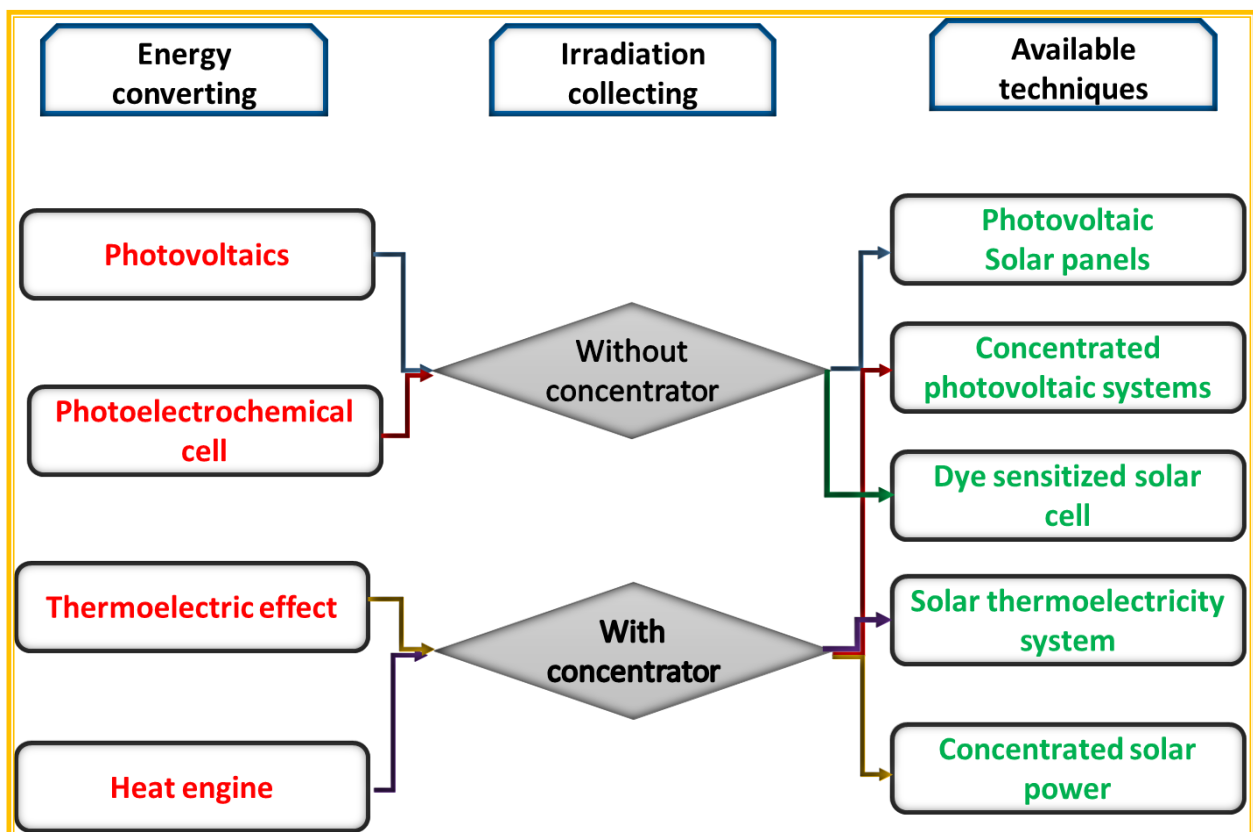 Energy
converting
Irradiation
collecting
Available
techniques
Photovoltaics
Photoelectrochemical
cell
Thermoelectric effect
Heat engine
Without
concentrator
With
concentrator
Photovoltaic
Solar panels
Concentrated
photovoltaic systems
Dye sensitized solar
cell
Solar thermoelectricity
system
Concentrated solar
power